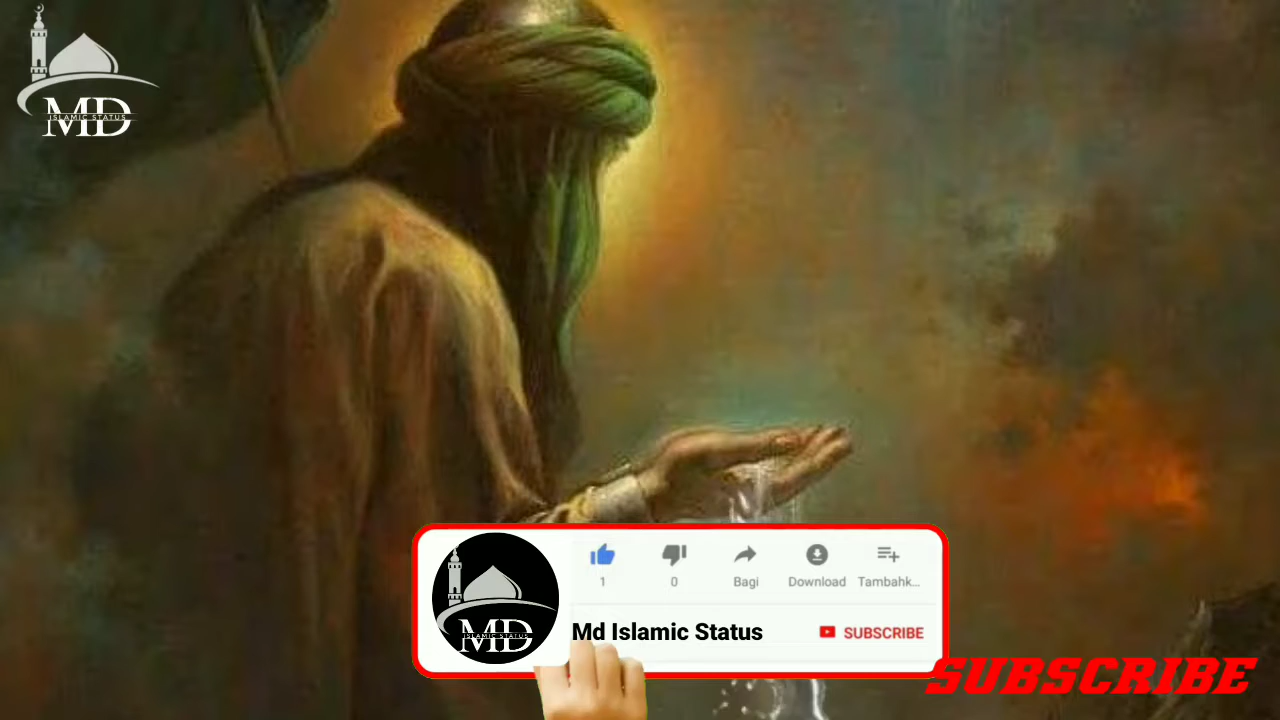 MD
ISLAMIC STATUS
MD
ISLAMIC STATUS
1
0
Bagi
Download
Tambahk...
Md Islamic Status
SUBSCRIBE
SUBSCRIBE